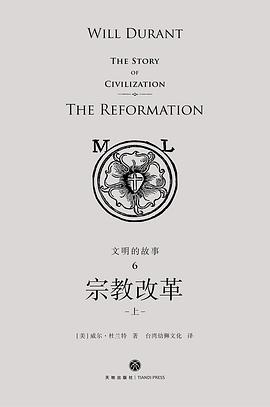 WILL DURANT
THE STORY
OF
CIVILIZATION
THE REFORMATION
M L
文明的故事
6
宗教改革
-上-
[美]威尔·杜兰特 著 台湾幼狮文化 译
天地出版社 | TIANDI PRESS